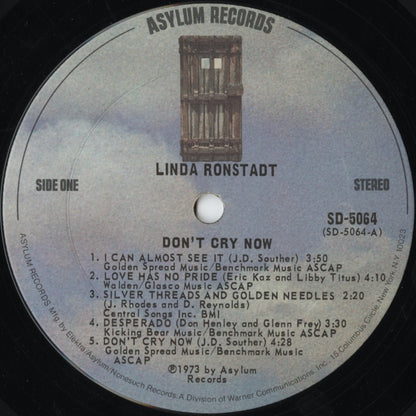 ASYLUM RECORDS
LINDA RONSTADT
SIDE ONE
STEREO
SD-5064
(SD-5064-A)
DON'T CRY NOW
1. I CAN ALMOST SEE IT (J.D. Souther) 3:50
Golden Spread Music/Benchmark Music ASCAP
2. LOVE HAS NO PRIDE (Eric Kaz and Libby Titus) 4:10
Walden/Glasco Music ASCAP
3. SILVER THREADS AND GOLDEN NEEDLES 2:20
(J. Rhodes and D. Reynolds)
Central Songs Inc. BMI
4. DESPERADO (Don Henley and Glenn Frey) 3:30
Kicking Bear Music/Benchmark Music ASCAP
5. DON'T CRY NOW (J.D. Souther) 4:28
Golden Spread Music/Benchmark Music
ASCAP
Ⓟ1973 by Asylum
Records
ASYLUM RECORDS Mfg. by Elektra/Asylum/Nonesuch Records, A Division of Warner Communications, Inc. 15 Columbus Circle, New York, N.Y. 10023